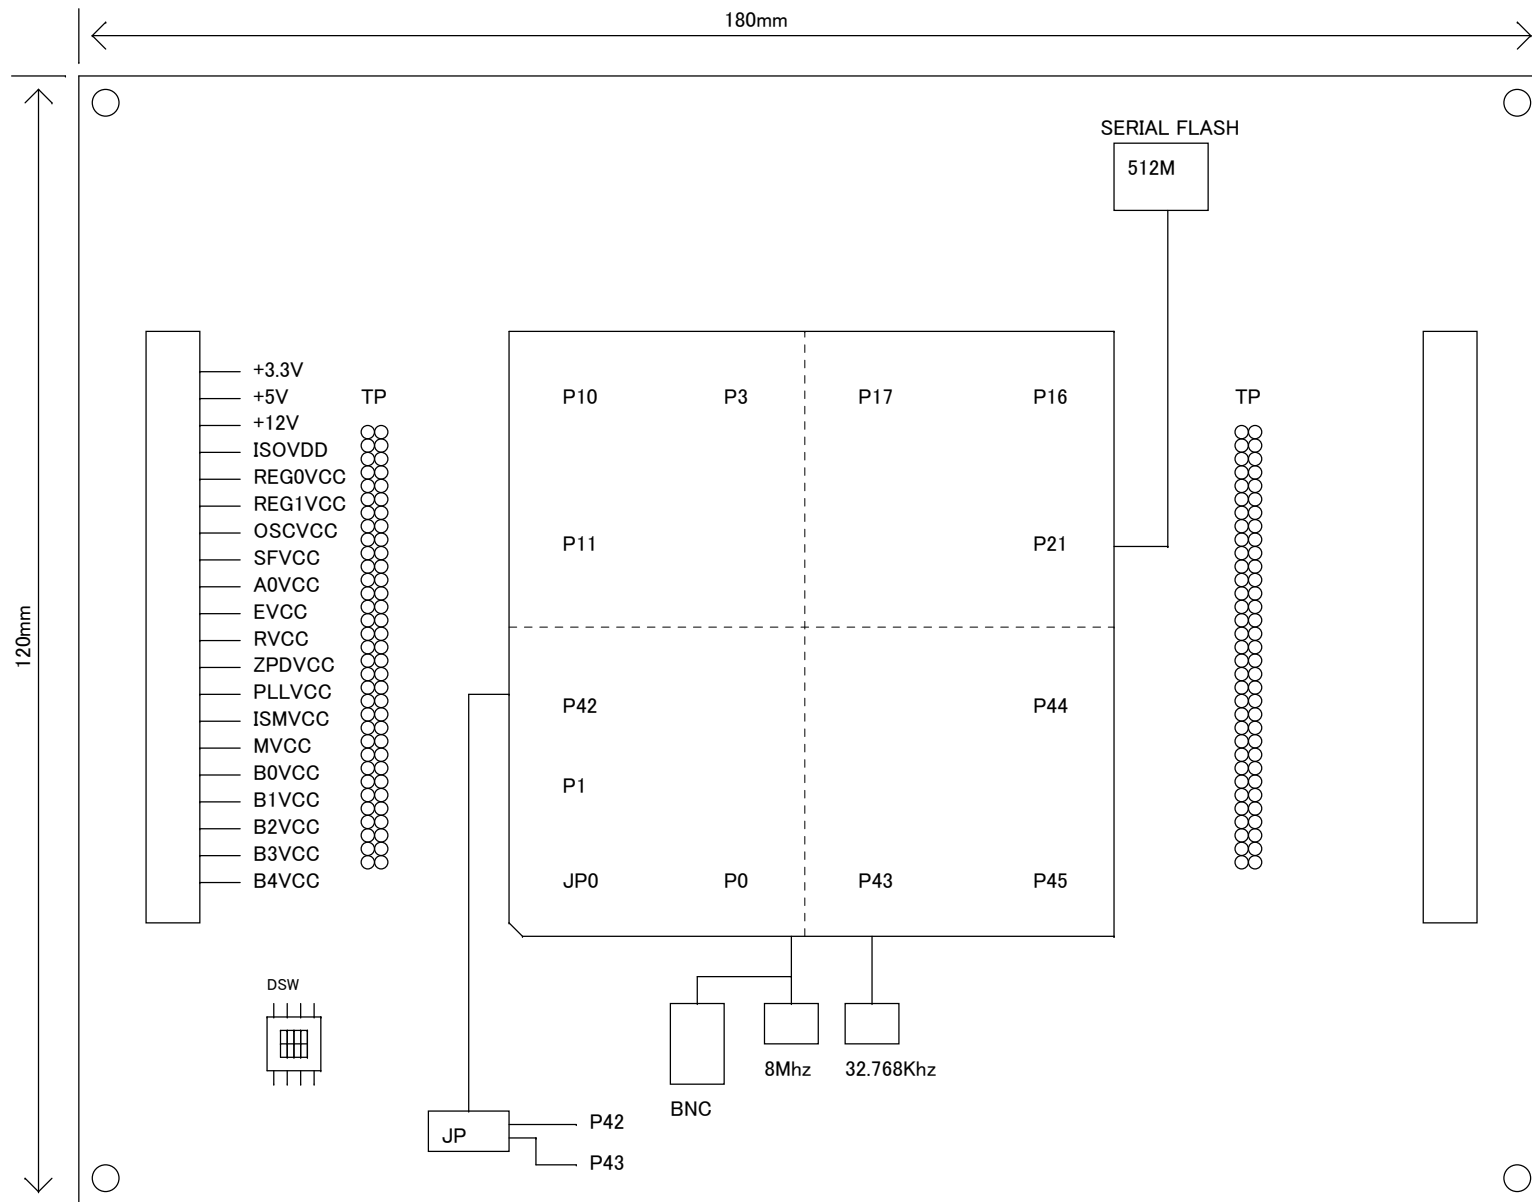 180mm
120mm
SERIAL FLASH
512M
+3.3V
+5V
+12V
ISOVDD
REG0VCC
REG1VCC
OSCVCC
SFVCC
A0VCC
EVCC
RVCC
ZPDVCC
PLLVCC
ISMVCC
MVCC
B0VCC
B1VCC
B2VCC
B3VCC
B4VCC
TP
P10
P3
P17
P16
P11
P21
P42
P44
P1
JP0
P0
P43
P45
TP
DSW
BNC
8Mhz
32.768Khz
JP
P42
P43